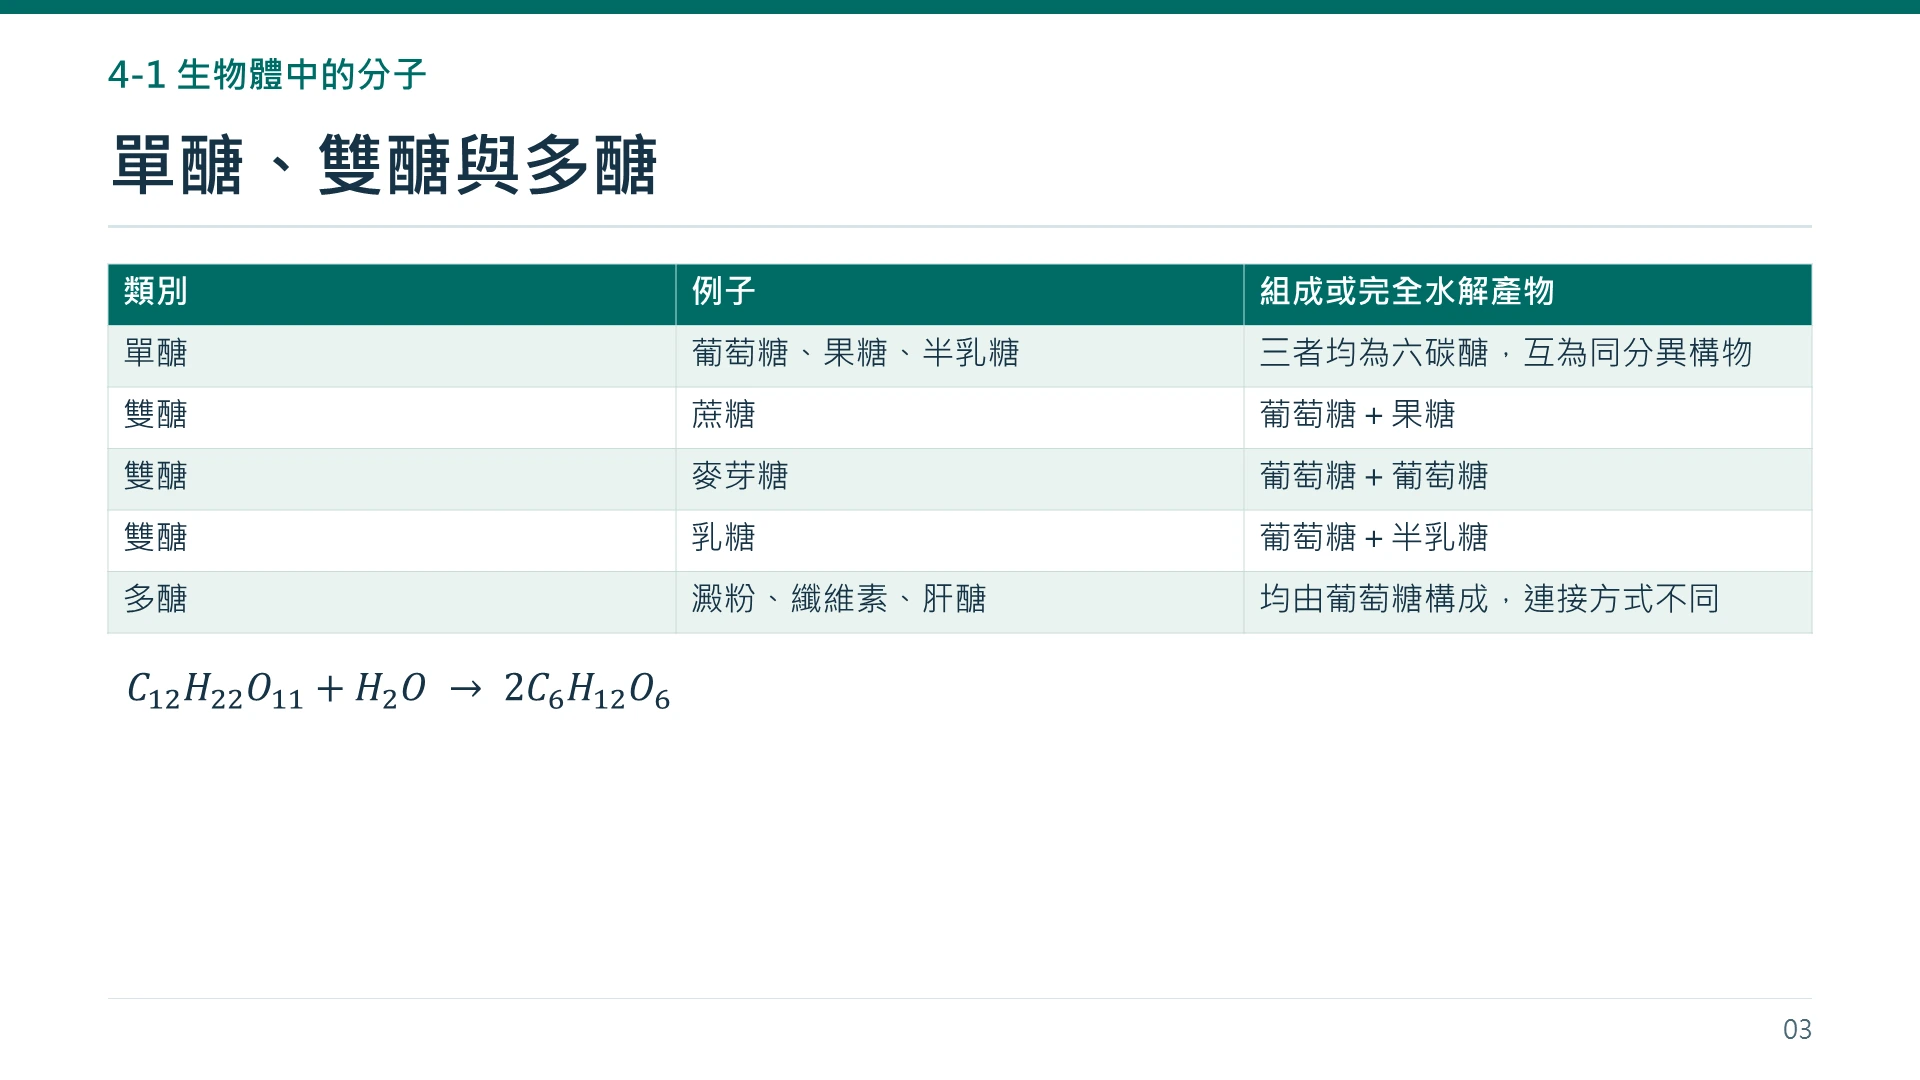 4-1 生物體中的分子
單醣、雙醣與多醣
類別 例子 組成或完全水解產物
單醣 葡萄糖、果糖、半乳糖 三者均為六碳醣，互為同分異構物
雙醣 蔗糖 葡萄糖 + 果糖
雙醣 麥芽糖 葡萄糖 + 葡萄糖
雙醣 乳糖 葡萄糖 + 半乳糖
多醣 澱粉、纖維素、肝醣 均由葡萄糖構成，連接方式不同
C₁₂H₂₂O₁₁ + H₂O → 2C₆H₁₂O₆
03